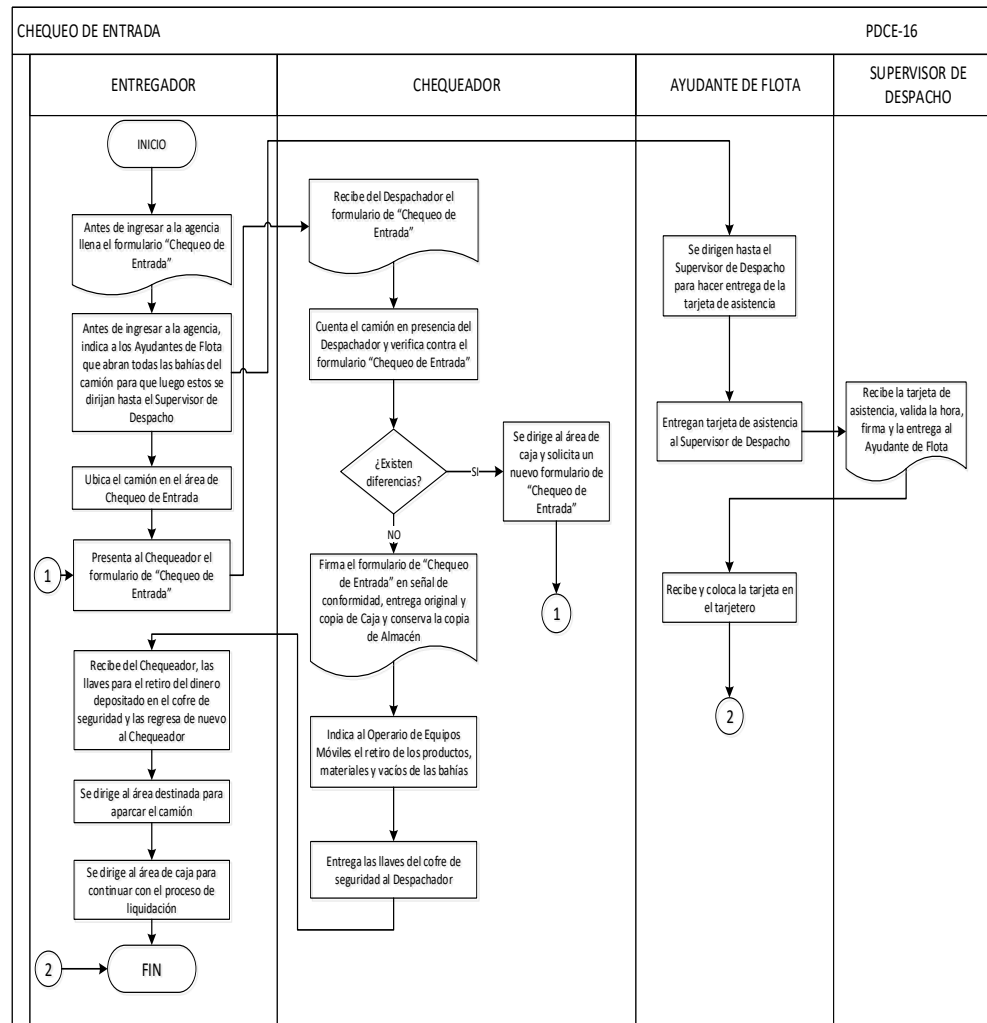 CHEQUEO DE ENTRADA
PDCE-16
ENTREGADOR
CHEQUEADOR
AYUDANTE DE FLOTA
SUPERVISOR DE
DESPACHO
INICIO
Antes de ingresar a la agencia
llena el formulario “Chequeo de
Entrada”
Antes de ingresar a la agencia,
indica a los Ayudantes de Flota
que abran todas las bahías del
camión para que luego estos se
dirijan hasta el Supervisor de
Despacho
Ubica el camión en el área de
Chequeo de Entrada
1
Presenta al Chequeador el
formulario de “Chequeo de
Entrada”
Recibe del Chequeador, las
llaves para el retiro del dinero
depositado en el cofre de
seguridad y las regresa de nuevo
al Chequeador
Se dirige al área destinada para
aparcar el camión
Se dirige al área de caja para
continuar con el proceso de
liquidación
2
FIN
Recibe del Despachador el
formulario de “Chequeo de
Entrada”
Cuenta el camión en presencia del
Despachador y verifica contra el
formulario “Chequeo de Entrada”
¿Existen
diferencias?
SI
Se dirige al área de
caja y solicita un
nuevo formulario de
“Chequeo de
Entrada”
1
NO
Firma el formulario de “Chequeo
de Entrada” en señal de
conformidad, entrega original y
copia de Caja y conserva la copia
de Almacén
Indica al Operario de Equipos
Móviles el retiro de los productos,
materiales y vacíos de las bahías
Entrega las llaves del cofre de
seguridad al Despachador
Se dirigen hasta el
Supervisor de Despacho
para hacer entrega de la
tarjeta de asistencia
Entregan tarjeta de asistencia
al Supervisor de Despacho
Recibe la tarjeta de
asistencia, valida la hora,
firma y la entrega al
Ayudante de Flota
Recibe y coloca la tarjeta en
el tarjetero
2